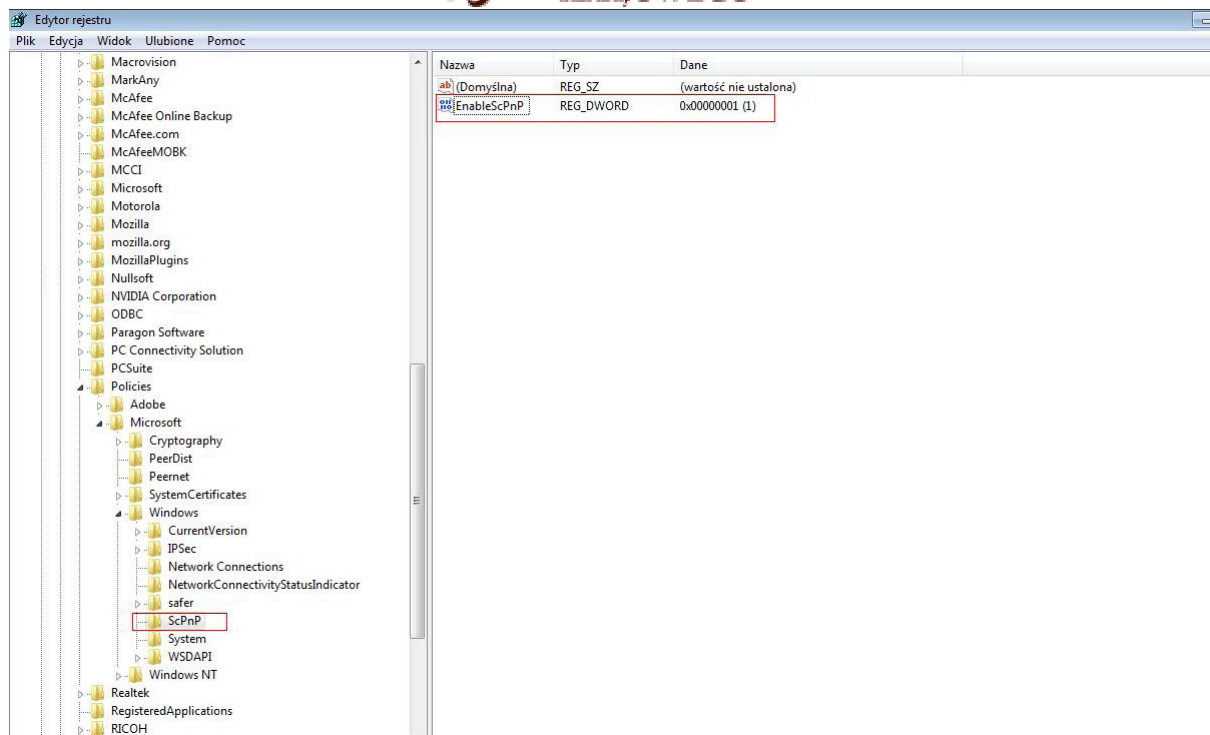 Edytor rejestru
Plik Edycja Widok Ulubione Pomoc
Macrovision
MarkAny
McAfee
McAfee Online Backup
McAfee.com
McAfeeMOBK
MCCI
Microsoft
Motorola
Mozilla
mozilla.org
MozillaPlugins
Nullsoft
NVIDIA Corporation
ODBC
Paragon Software
PC Connectivity Solution
PCSuite
Policies
Adobe
Microsoft
Cryptography
PeerDist
Peernet
SystemCertificates
Windows
CurrentVersion
IPSec
Network Connections
NetworkConnectivityStatusIndicator
safer
ScPnP
System
WSDAPI
Windows NT
Realtek
RegisteredApplications
RICOH
Nazwa Typ Dane
(Domyślna) REG_SZ (wartość nie ustalona)
EnableScPnP REG_DWORD 0x00000001 (1)